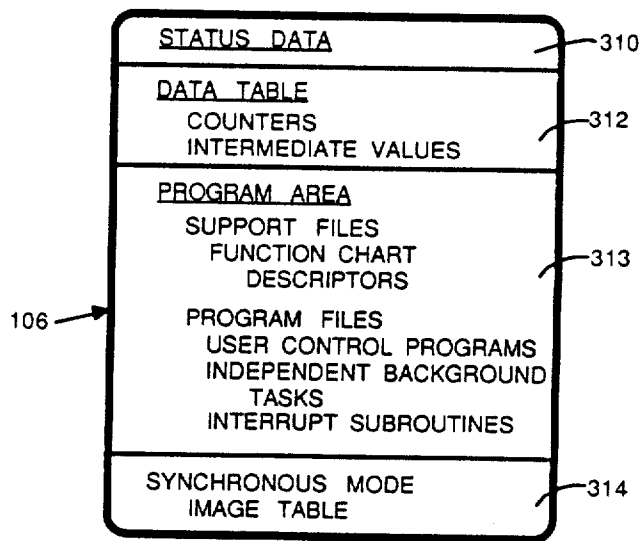 STATUS DATA
310
DATA TABLE
COUNTERS
312
INTERMEDIATE VALUES
PROGRAM AREA
SUPPORT FILES
FUNCTION CHART
313
DESCRIPTORS
106
PROGRAM FILES
USER CONTROL PROGRAMS
INDEPENDENT BACKGROUND
TASKS
INTERRUPT SUBROUTINES
SYNCHRONOUS MODE
314
IMAGE TABLE